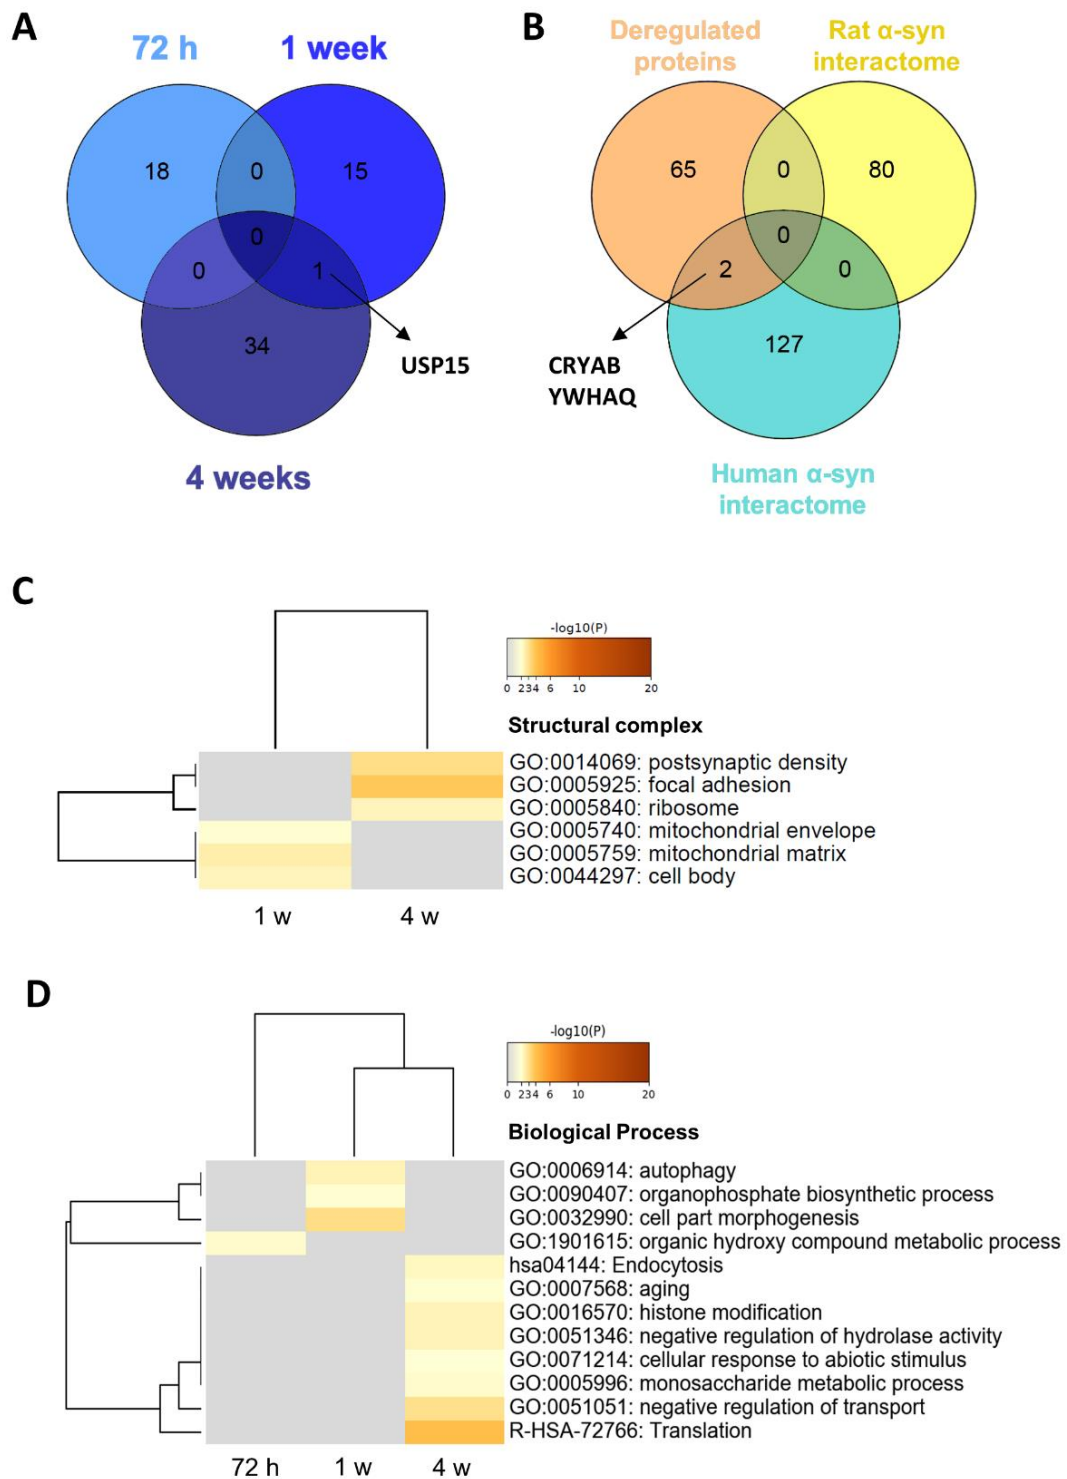 A
72 h
1 week
18
0
15
0
0
1
34
USP15
4 weeks
B
Deregulated
proteins
Rat α-syn
interactome
65
0
80
0
2
0
127
CRYAB
YWHAQ
Human α-syn
interactome
C
-log10(P)
0 2 3 4 6 10 20
Structural complex
GO:0014069: postsynaptic density
GO:0005925: focal adhesion
GO:0005840: ribosome
GO:0005740: mitochondrial envelope
GO:0005759: mitochondrial matrix
GO:0044297: cell body
1 w 4 w
D
-log10(P)
0 2 3 4 6 10 20
Biological Process
GO:0006914: autophagy
GO:0090407: organophosphate biosynthetic process
GO:0032990: cell part morphogenesis
GO:1901615: organic hydroxy compound metabolic process
hsa04144: Endocytosis
GO:0007568: aging
GO:0016570: histone modification
GO:0051346: negative regulation of hydrolase activity
GO:0071214: cellular response to abiotic stimulus
GO:0005996: monosaccharide metabolic process
GO:0051051: negative regulation of transport
R-HSA-72766: Translation
72 h 1 w 4 w